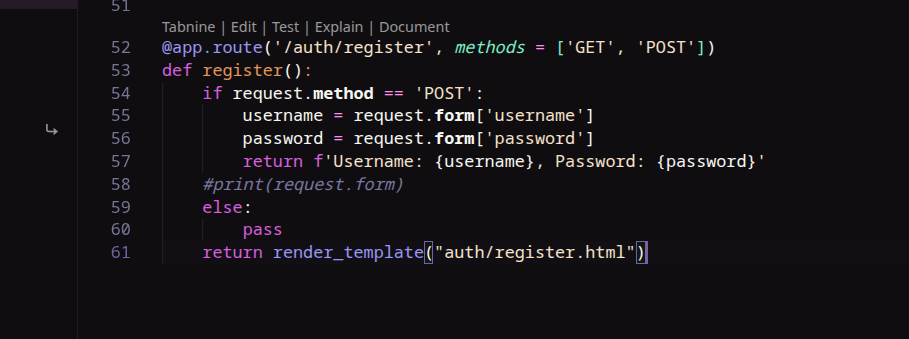 51
Tabnine | Edit | Test | Explain | Document
52 @app.route('/auth/register', methods = ['GET', 'POST'])
53 def register():
54     if request.method == 'POST':
55         username = request.form['username']
56         password = request.form['password']
57         return f'Username: {username}, Password: {password}'
58     #print(request.form)
59     else:
60         pass
61     return render_template("auth/register.html")